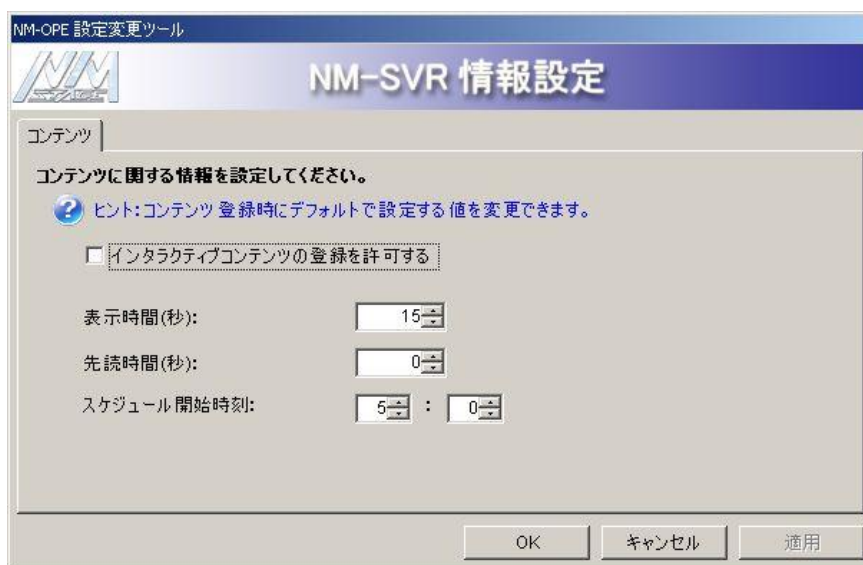 NM-OPE 設定変更ツール
NM
STAGE
NM-SVR 情報設定
コンテンツ
コンテンツに関する情報を設定してください。
ヒント:コンテンツ登録時にデフォルトで設定する値を変更できます。
インタラクティブコンテンツの登録を許可する
表示時間(秒): 15
先読時間(秒): 0
スケジュール開始時刻: 5 : 0
OK キャンセル 適用